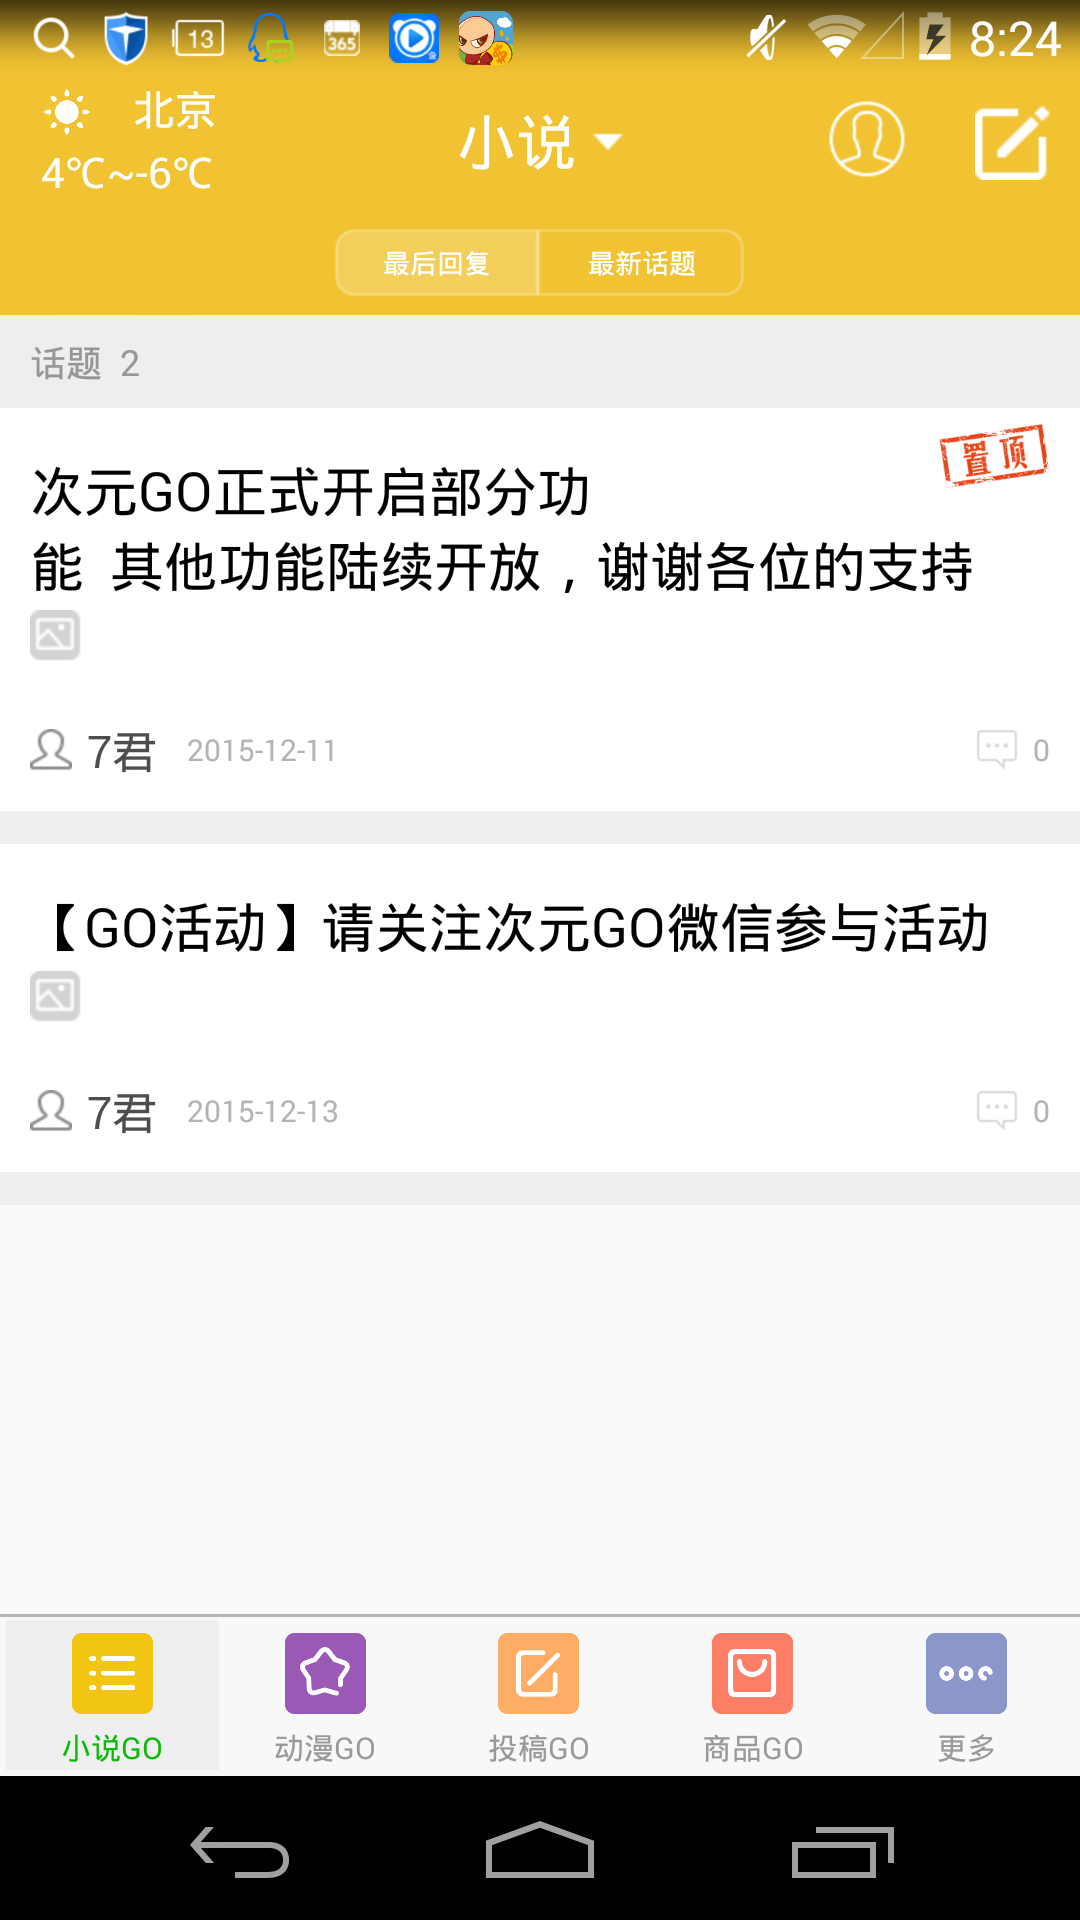 13
365
8:24
北京
4℃~-6℃
小说
最后回复
最新话题
话题 2
置顶
次元GO正式开启部分功
能 其他功能陆续开放，谢谢各位的支持
7君 2015-12-11 0
【GO活动】请关注次元GO微信参与活动
7君 2015-12-13 0
小说GO
动漫GO
投稿GO
商品GO
更多